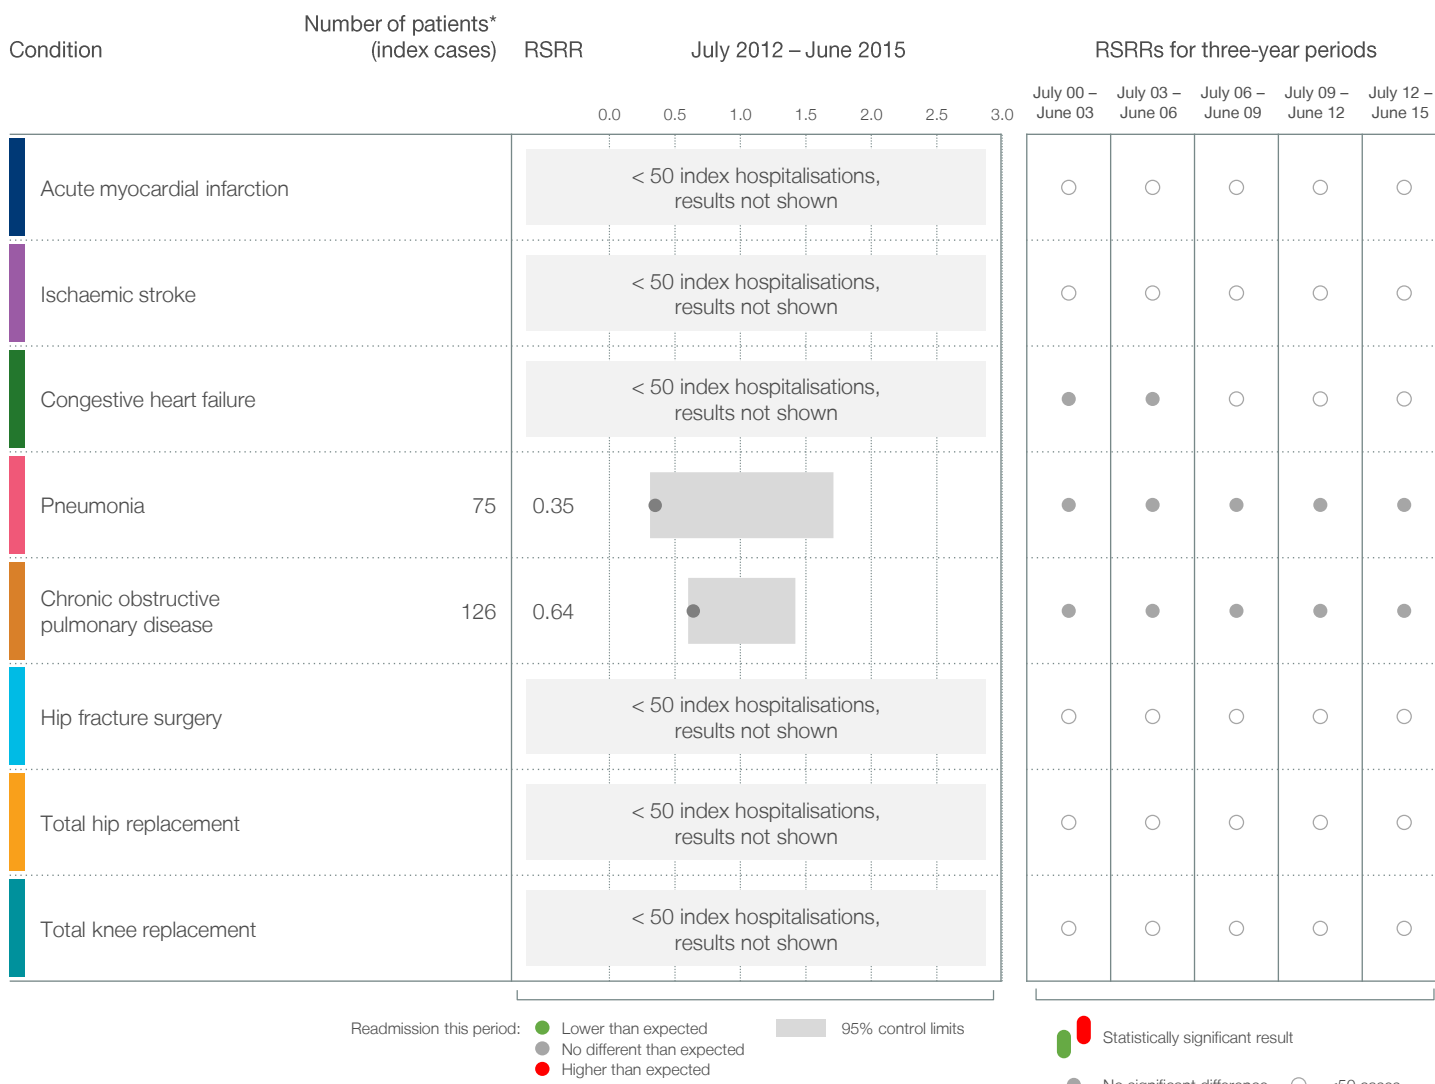 Condition
Number of patients*
(index cases)
RSRR
July 2012 – June 2015
RSRRs for three-year periods
0.0 0.5 1.0 1.5 2.0 2.5 3.0
July 00 –
June 03
July 03 –
June 06
July 06 –
June 09
July 09 –
June 12
July 12 –
June 15
Acute myocardial infarction
< 50 index hospitalisations,
results not shown
Ischaemic stroke
< 50 index hospitalisations,
results not shown
Congestive heart failure
< 50 index hospitalisations,
results not shown
Pneumonia 75 0.35
Chronic obstructive
pulmonary disease
126 0.64
Hip fracture surgery
< 50 index hospitalisations,
results not shown
Total hip replacement
< 50 index hospitalisations,
results not shown
Total knee replacement
< 50 index hospitalisations,
results not shown
Readmission this period:
Lower than expected
No different than expected
Higher than expected
95% control limits
Statistically significant result
No significant difference
<50 cases